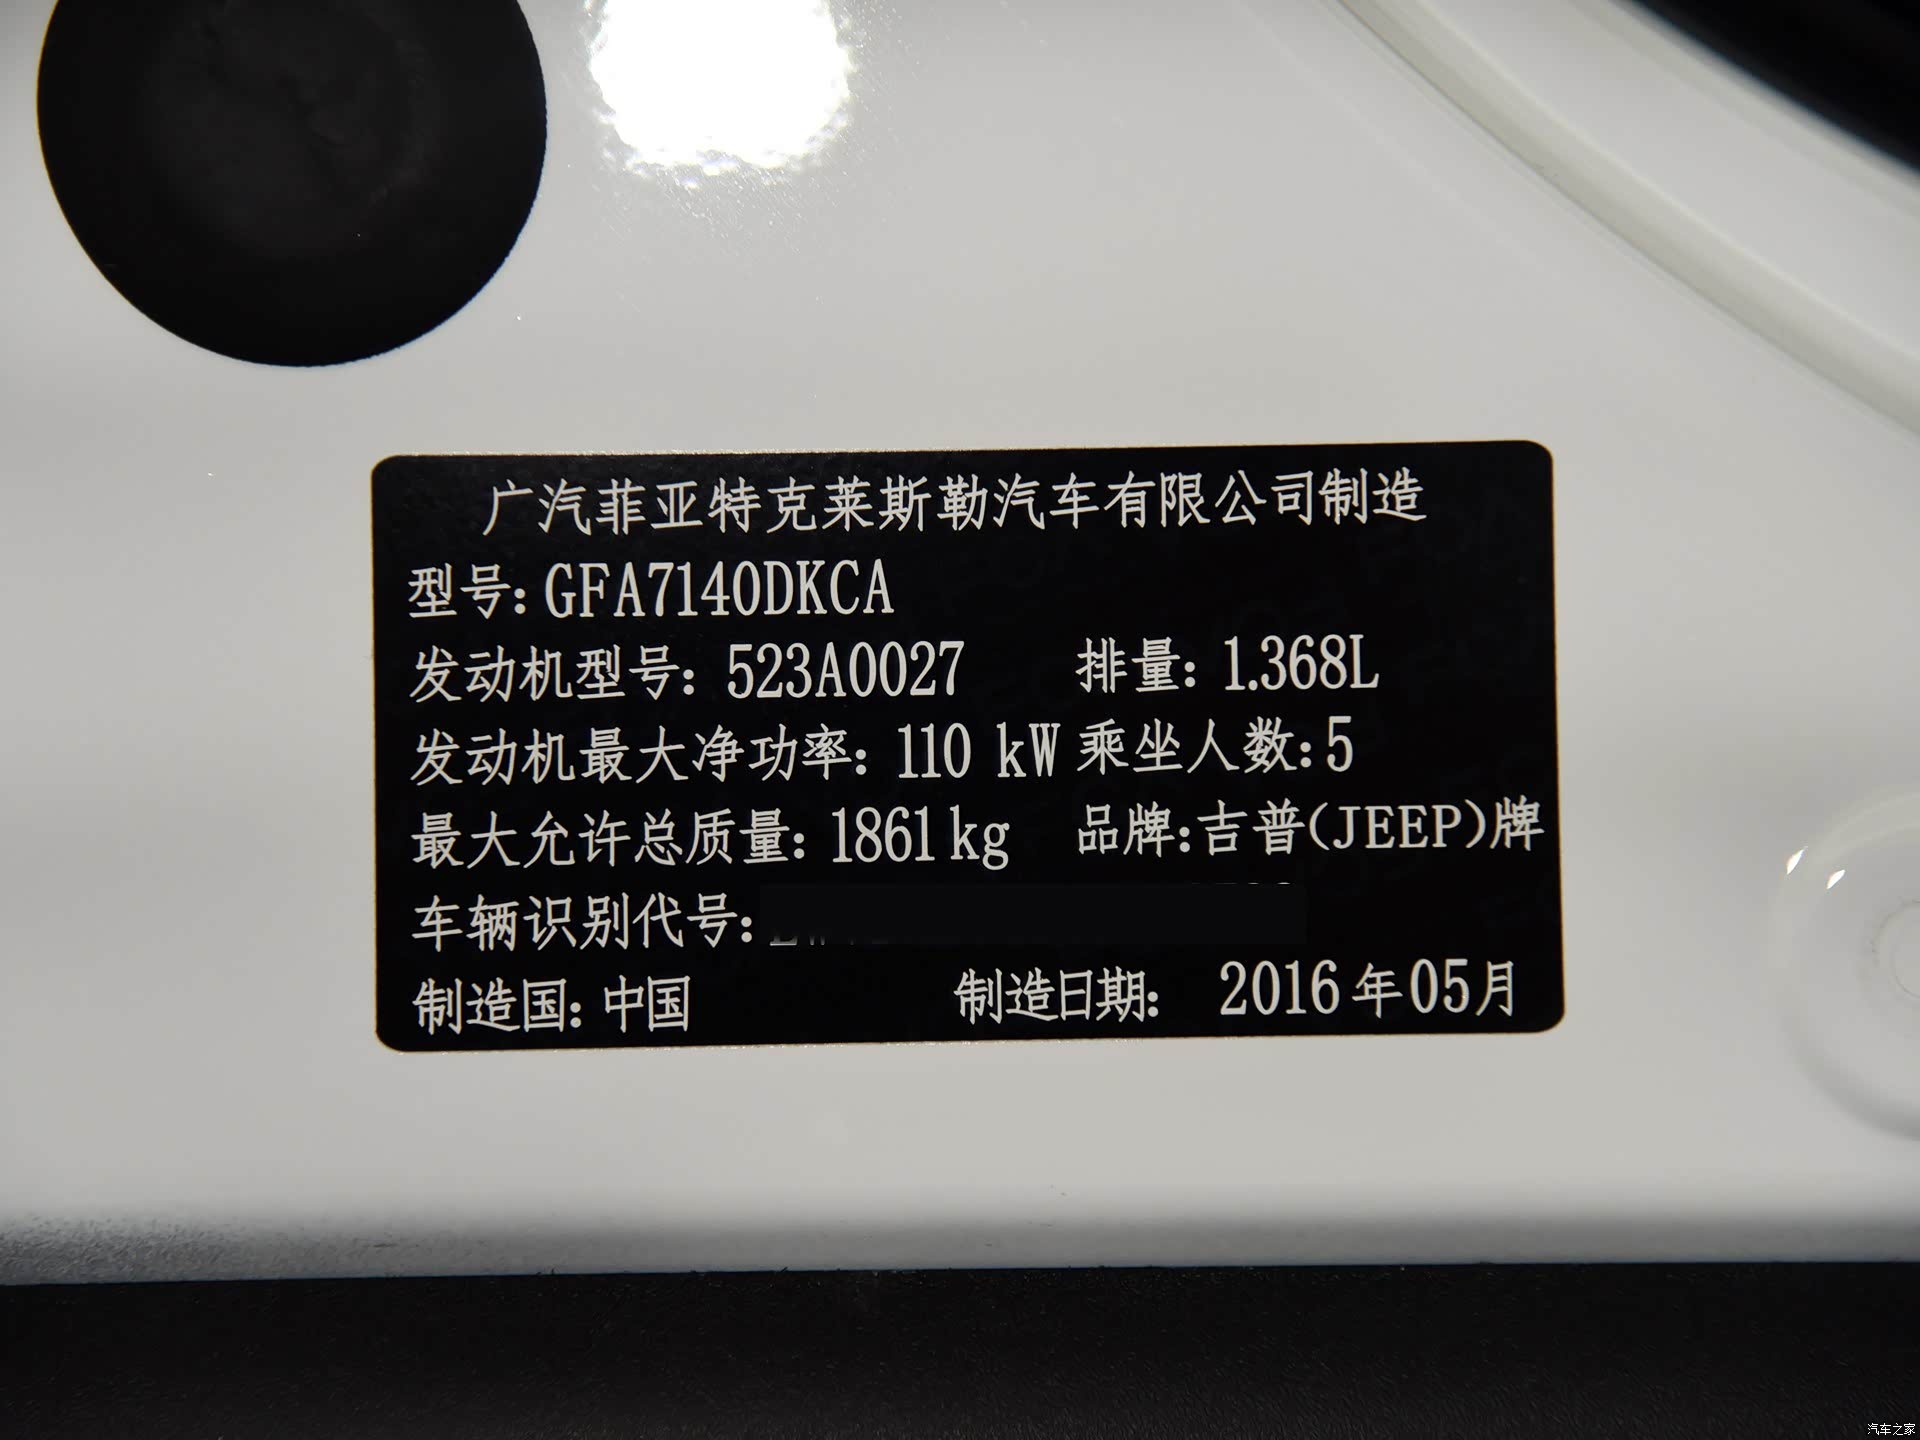 广汽菲亚特克莱斯勒汽车有限公司制造
型号: GFA7140DKCA
发动机型号: 523A0027 排量: 1.368L
发动机最大净功率: 110 kW 乘坐人数: 5
最大允许总质量: 1861 kg 品牌: 吉普(JEEP)牌
车辆识别代号:
制造国: 中国 制造日期: 2016年05月
汽车之家